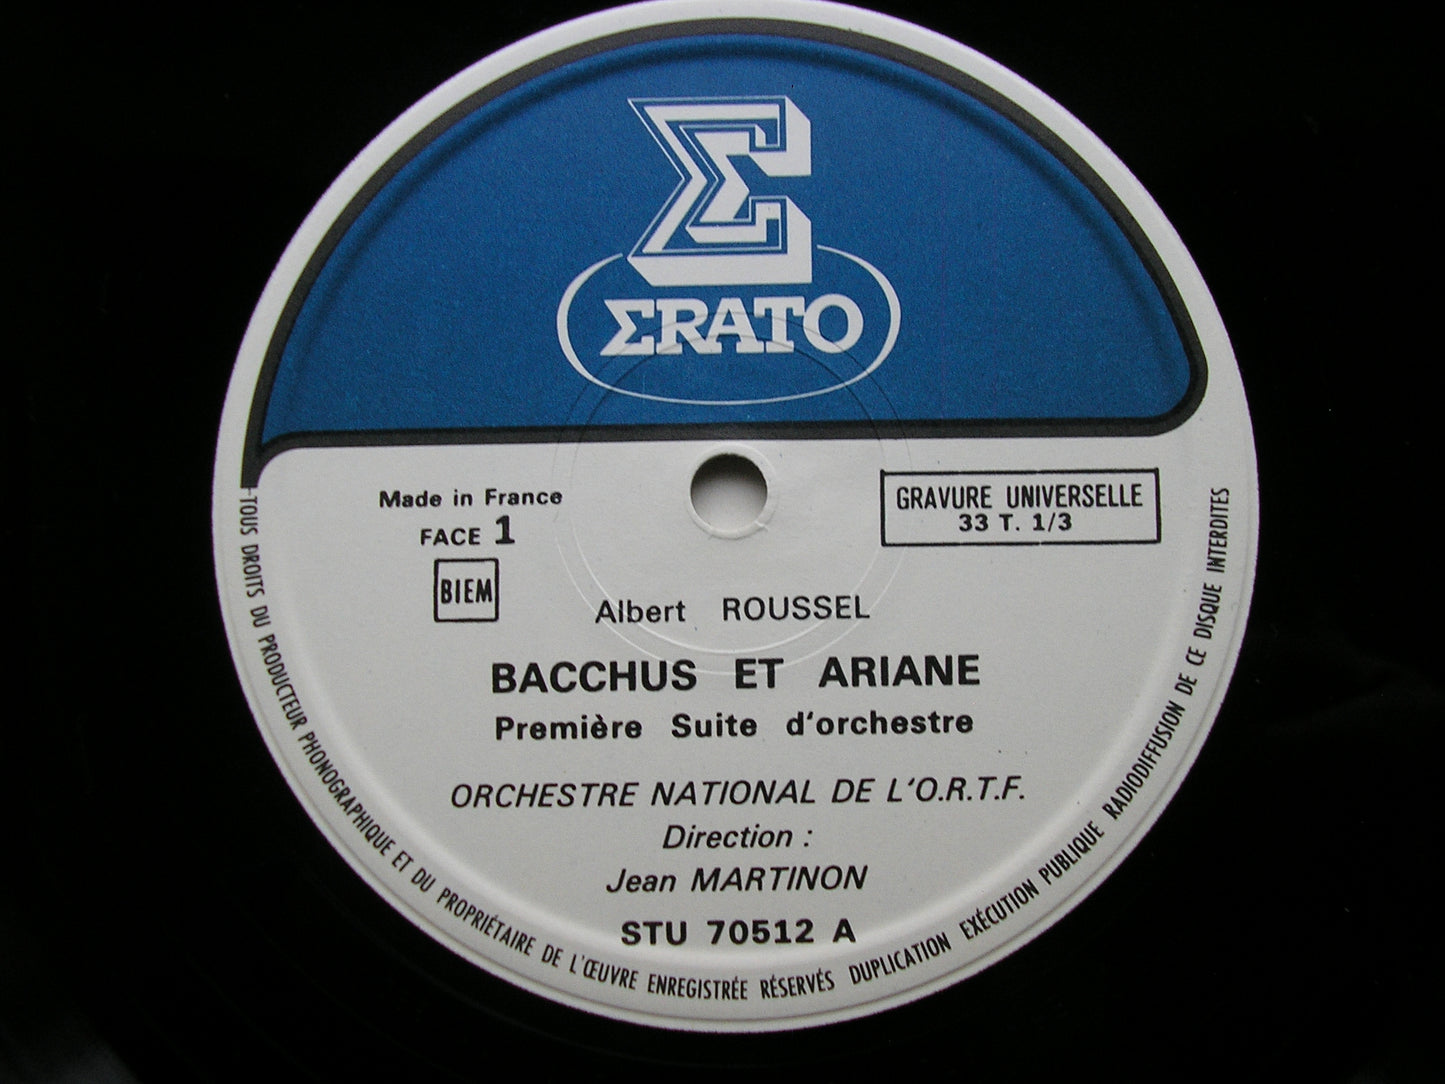 Σ
ΣRATO
Made in France
FACE 1
BIEM
GRAVURE UNIVERSELLE
33 T. 1/3
Albert ROUSSEL
BACCHUS ET ARIANE
Première Suite d'orchestre
ORCHESTRE NATIONAL DE L'O.R.T.F.
Direction :
Jean MARTINON
STU 70512 A
TOUS DROITS DU PRODUCTEUR PHONOGRAPHIQUE ET DU PROPRIÉTAIRE DE L'ŒUVRE ENREGISTRÉE RÉSERVÉS DUPLICATION EXÉCUTION PUBLIQUE RADIODIFFUSION DE CE DISQUE INTERDITES